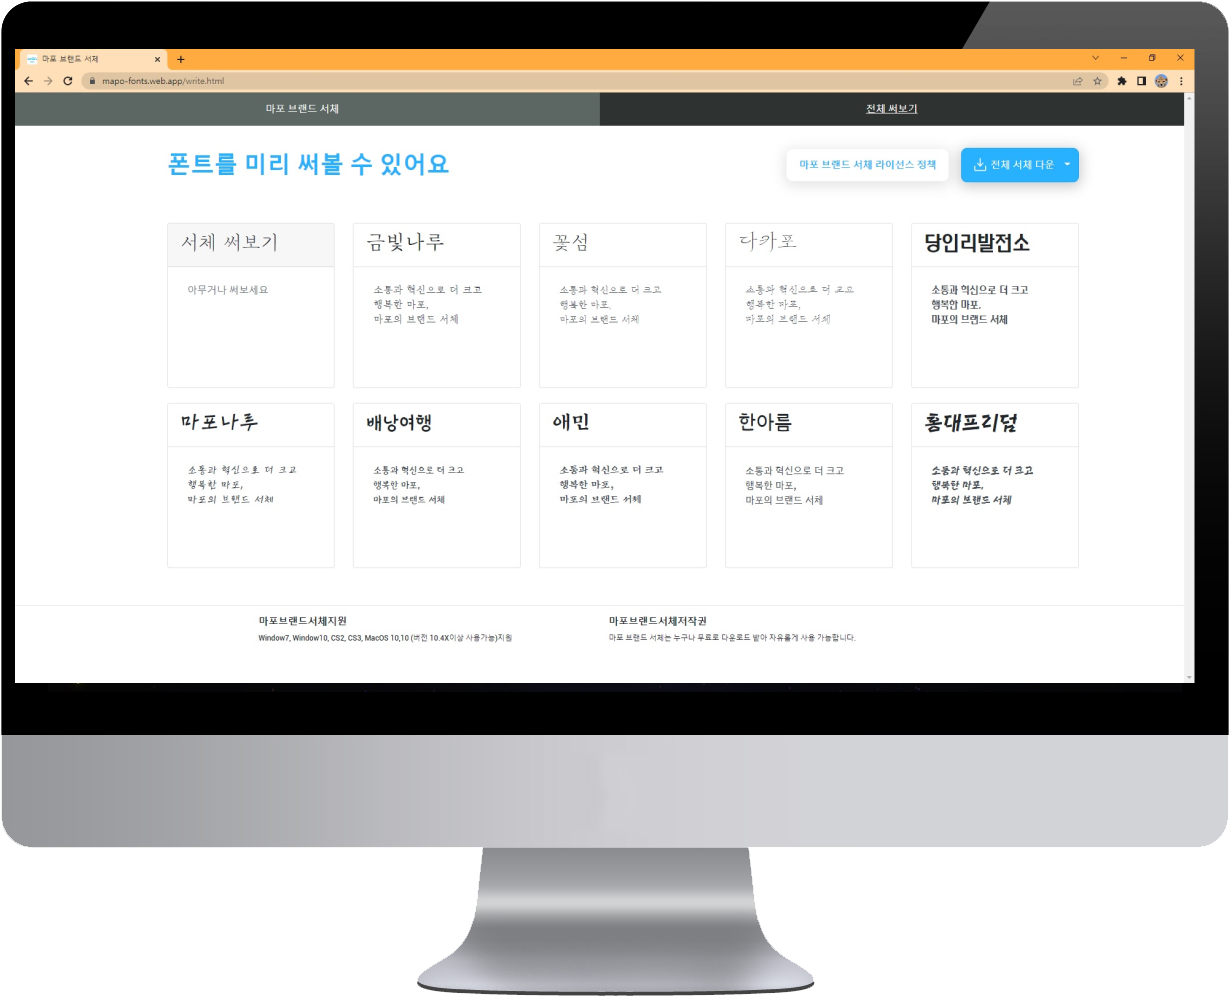 마포 브랜드 서체
mapo-fonts.web.app/write.html
마포 브랜드 서체
전체 써보기
폰트를 미리 써볼 수 있어요
마포 브랜드 서체 라이선스 정책
전체 서체 다운
서체 써보기
아무거나 써보세요
금빛나루
소통과 혁신으로 더 크고
행복한 마포,
마포의 브랜드 서체
꽃섬
소통과 혁신으로 더 크고
행복한 마포,
마포의 브랜드 서체
다카포
소통과 혁신으로 더 크고
행복한 마포,
마포의 브랜드 서체
당인리발전소
소통과 혁신으로 더 크고
행복한 마포,
마포의 브랜드 서체
마포나루
소통과 혁신으로 더 크고
행복한 마포,
마포의 브랜드 서체
배낭여행
소통과 혁신으로 더 크고
행복한 마포,
마포의 브랜드 서체
애민
소통과 혁신으로 더 크고
행복한 마포,
마포의 브랜드 서체
한아름
소통과 혁신으로 더 크고
행복한 마포,
마포의 브랜드 서체
홍대프리덤
소통과 혁신으로 더 크고
행복한 마포,
마포의 브랜드 서체
마포브랜드서체지원
Window7, Window10, CS2, CS3, MacOS 10,10 (버전 10.4X이상 사용가능)지원
마포브랜드서체저작권
마포 브랜드 서체는 누구나 무료로 다운로드 받아 자유롭게 사용 가능합니다.